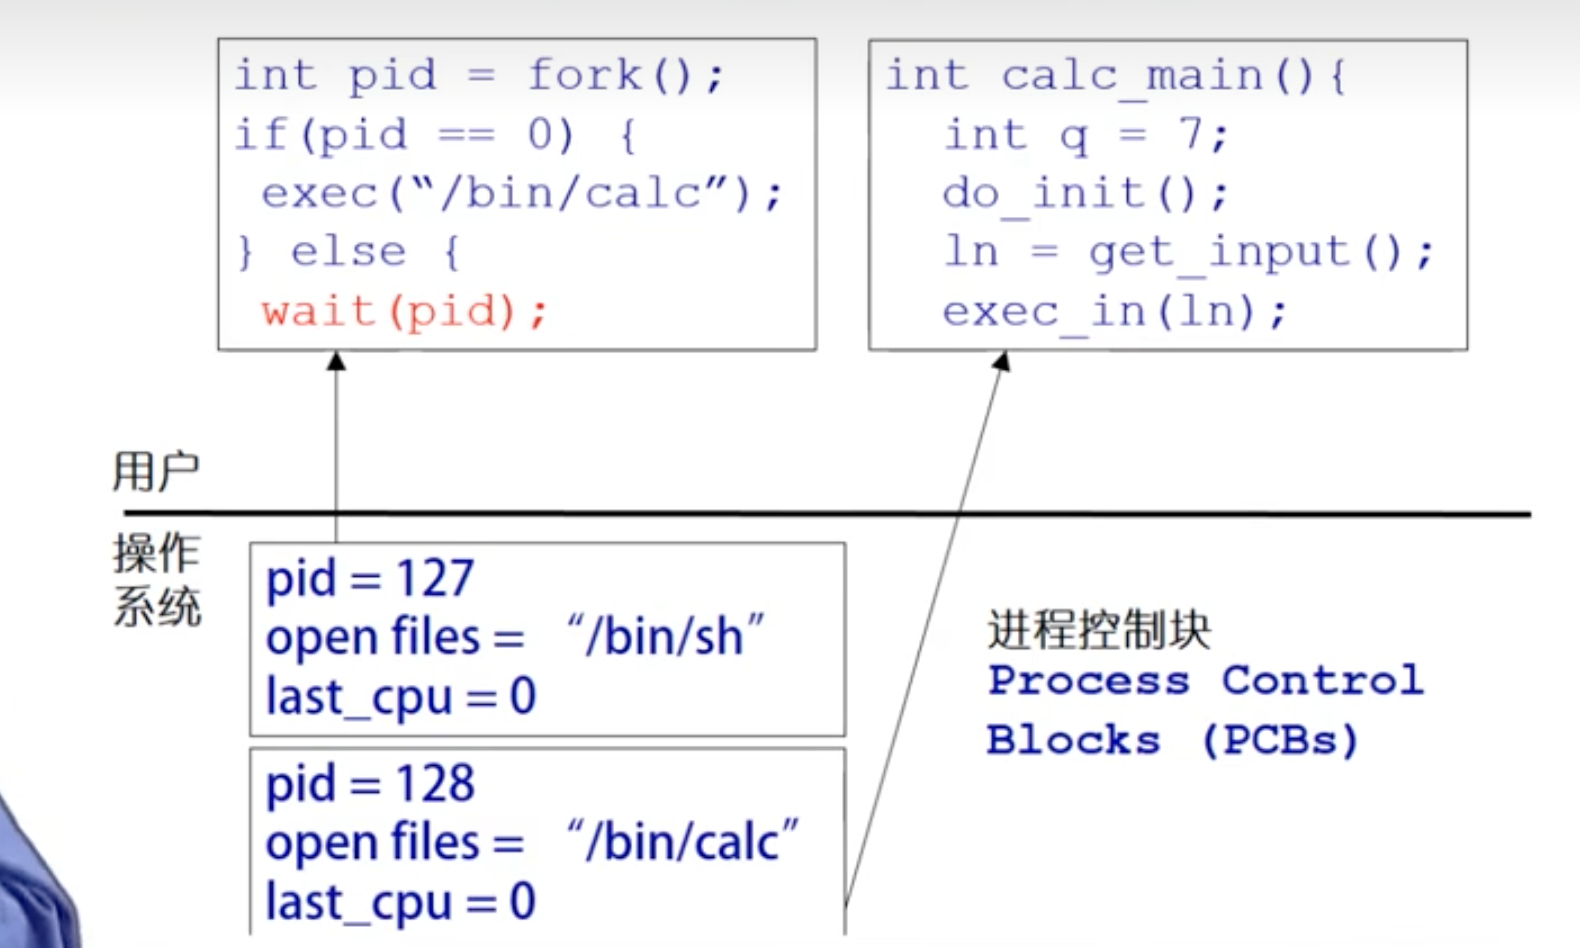 int pid = fork();
if(pid == 0) {
exec(“/bin/calc”);
} else {
wait(pid);
int calc_main(){
int q = 7;
do_init();
ln = get_input();
exec_in(ln);
用户
操作
系统
pid = 127
open files = “/bin/sh”
last_cpu = 0
pid = 128
open files = “/bin/calc”
last_cpu = 0
进程控制块
Process Control
Blocks (PCBs)